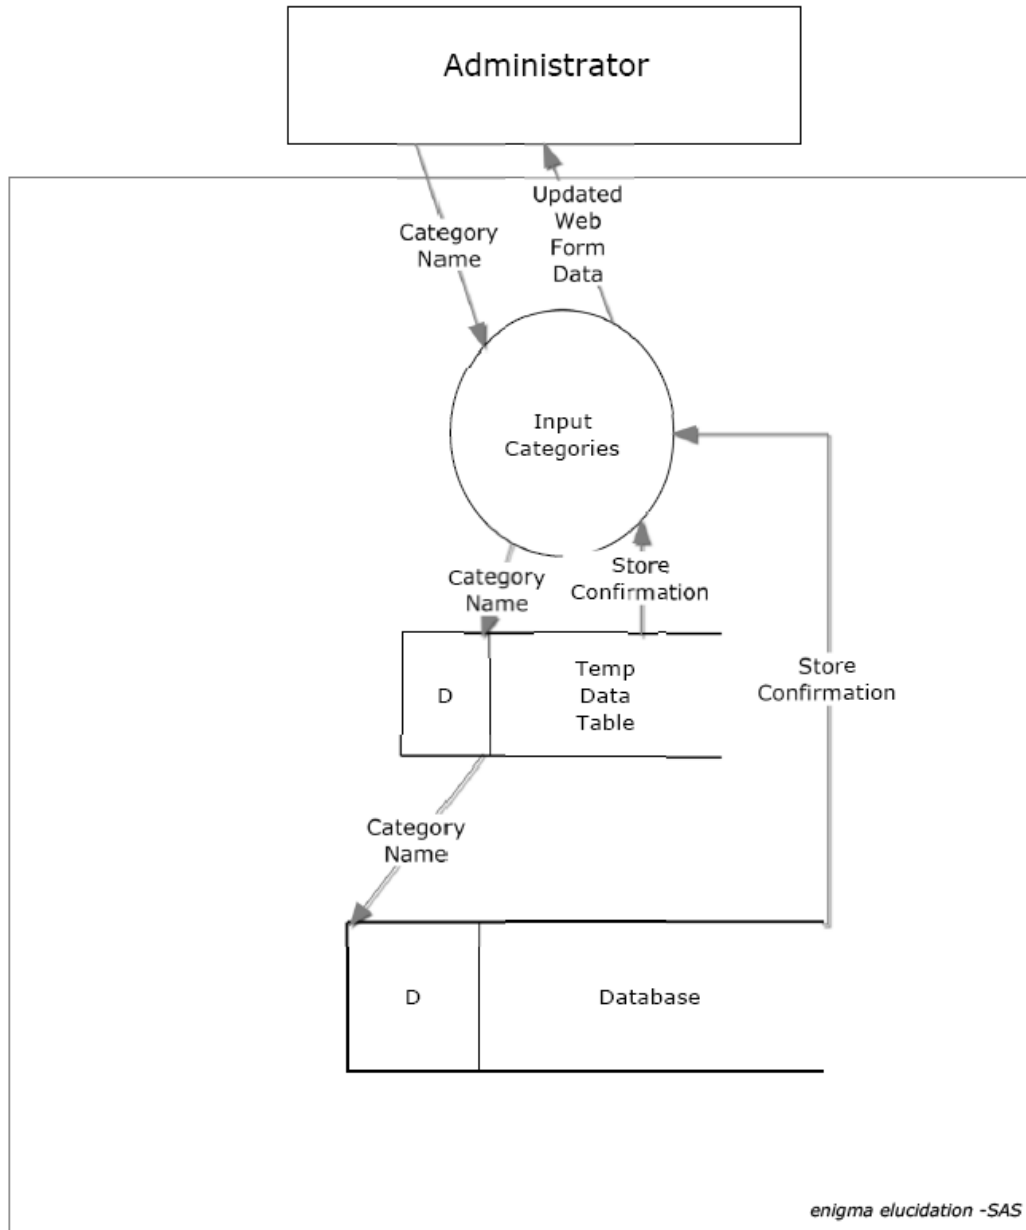 Administrator
Updated
Web
Form
Data
Category
Name
Input
Categories
Category
Name
Store
Confirmation
D
Temp
Data
Table
Store
Confirmation
Category
Name
D
Database
enigma elucidation -SAS